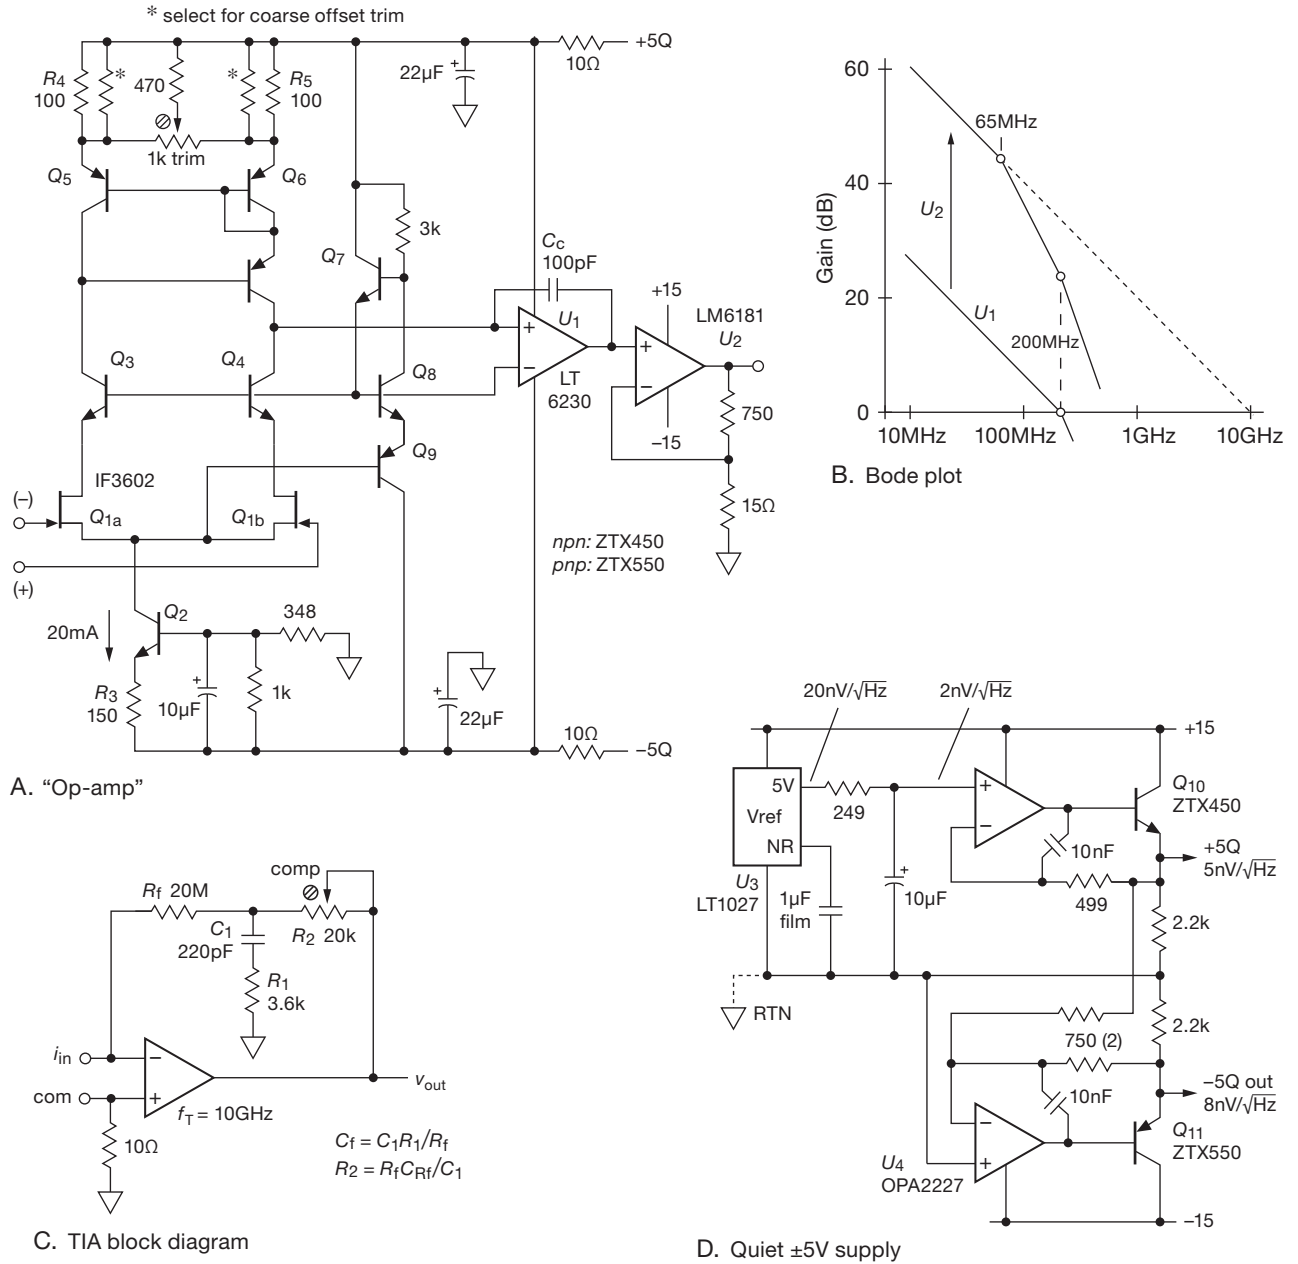 * select for coarse offset trim
+5Q
10Ω
22µF
+
R4
100
*
470
*
R5
100
1k trim
Q5
Q6
3k
Q7
Cc
100pF
+15
LM6181
U2
U1
+
−
LT
6230
+
−
−15
750
15Ω
Q3
Q4
Q8
Q9
IF3602
(−)
Q1a
Q1b
(+)
npn: ZTX450
pnp: ZTX550
Q2
348
20mA
R3
150
+
10µF
1k
+
22µF
10Ω
−5Q
A. “Op-amp”
Gain (dB)
60
40
20
0
65MHz
U2
U1
200MHz
10MHz
100MHz
1GHz
10GHz
B. Bode plot
comp
Rf 20M
C1
220pF
R2 20k
R1
3.6k
iin
−
+
com
vout
fT = 10GHz
10Ω
Cf = C1R1/Rf
R2 = RfCRf/C1
C. TIA block diagram
20nV/√Hz
2nV/√Hz
+15
5V
Vref
NR
249
+
−
Q10
ZTX450
10nF
+5Q
5nV/√Hz
U3
LT1027
1µF
film
+
10µF
499
2.2k
RTN
2.2k
750 (2)
10nF
−5Q out
8nV/√Hz
−
+
Q11
ZTX550
U4
OPA2227
−15
D. Quiet ±5V supply